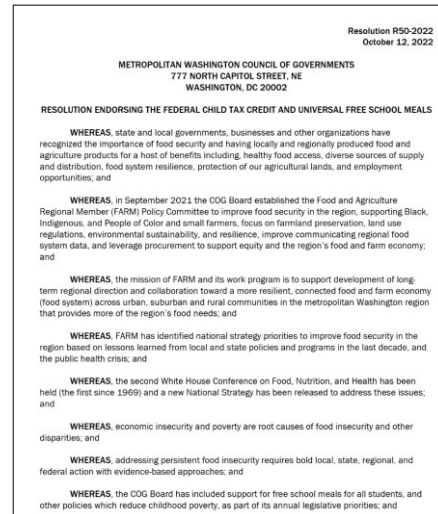 Resolution R50-2022
October 12, 2022
METROPOLITAN WASHINGTON COUNCIL OF GOVERNMENTS
777 NORTH CAPITOL STREET, NE
WASHINGTON, DC 20002
RESOLUTION ENDORSING THE FEDERAL CHILD TAX CREDIT AND UNIVERSAL FREE SCHOOL MEALS
WHEREAS, state and local governments, businesses and other organizations have
recognized the importance of food security and having locally and regionally produced food and
agriculture products for a host of benefits including, healthy food access, diverse sources of supply
and distribution, food system resilience, protection of our agricultural lands, and employment
opportunities; and
WHEREAS, in September 2021 the COG Board established the Food and Agriculture
Regional Member (FARM) Policy Committee to improve food security in the region, supporting Black,
Indigenous, and People of Color and small farmers, focus on farmland preservation, land use
regulations, environmental sustainability, and resilience, improve communicating regional food
system data, and leverage procurement to support equity and the region's food and farm economy;
and
WHEREAS, the mission of FARM and its work program is to support development of long-
term regional direction and collaboration toward a more resilient, connected food and farm economy
(food system) across urban, suburban and rural communities in the metropolitan Washington region
that provides more of the region's food needs; and
WHEREAS, FARM has identified national strategy priorities to improve food security in the
region based on lessons learned from local and state policies and programs in the last decade, and
the public health crisis; and
WHEREAS, the second White House Conference on Food, Nutrition, and Health has been
held (the first since 1969) and a new National Strategy has been released to address these issues;
and
WHEREAS, economic insecurity and poverty are root causes of food insecurity and other
disparities; and
WHEREAS, addressing persistent food insecurity requires bold local, state, regional, and
federal action with evidence-based approaches; and
WHEREAS, the COG Board has included support for free school meals for all students, and
other policies which reduce childhood poverty, as part of its annual legislative priorities; and